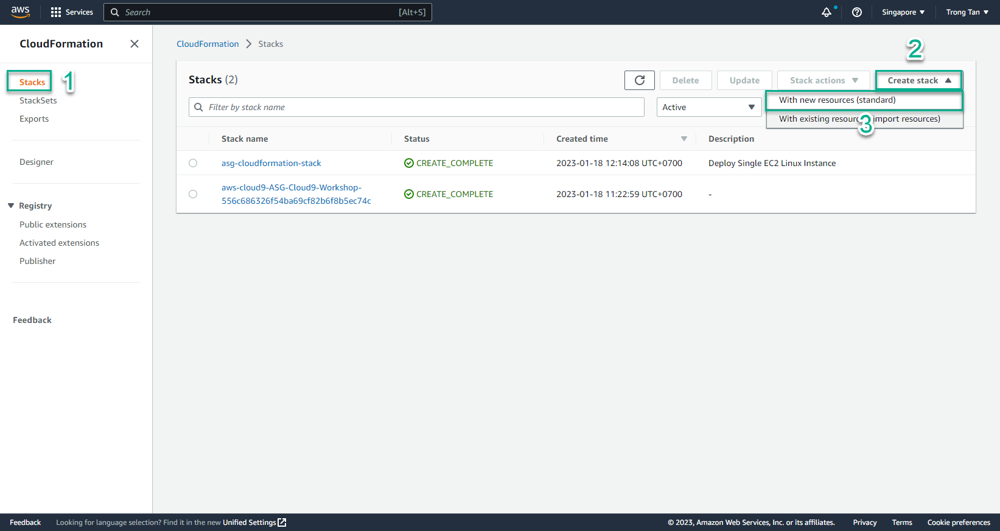 aws
Services
Search
[Alt+S]
Singapore
Trong Tan
CloudFormation
Stacks
1
StackSets
Exports
Designer
Registry
Public extensions
Activated extensions
Publisher
Feedback
CloudFormation
Stacks
2
Stacks (2)
Delete
Update
Stack actions
Create stack
With new resources (standard)
With existing resour import resources)
3
Filter by stack name
Active
Stack name
Status
Created time
Description
asg-cloudformation-stack
CREATE_COMPLETE
2023-01-18 12:14:08 UTC+0700
Deploy Single EC2 Linux Instance
aws-cloud9-ASG-Cloud9-Workshop-
556c686326f54ba69cf82b6f8b5ec74c
CREATE_COMPLETE
2023-01-18 11:22:59 UTC+0700
-
Feedback
Looking for language selection? Find it in the new Unified Settings
© 2023, Amazon Web Services, Inc. or its affiliates.
Privacy
Terms
Cookie preferences